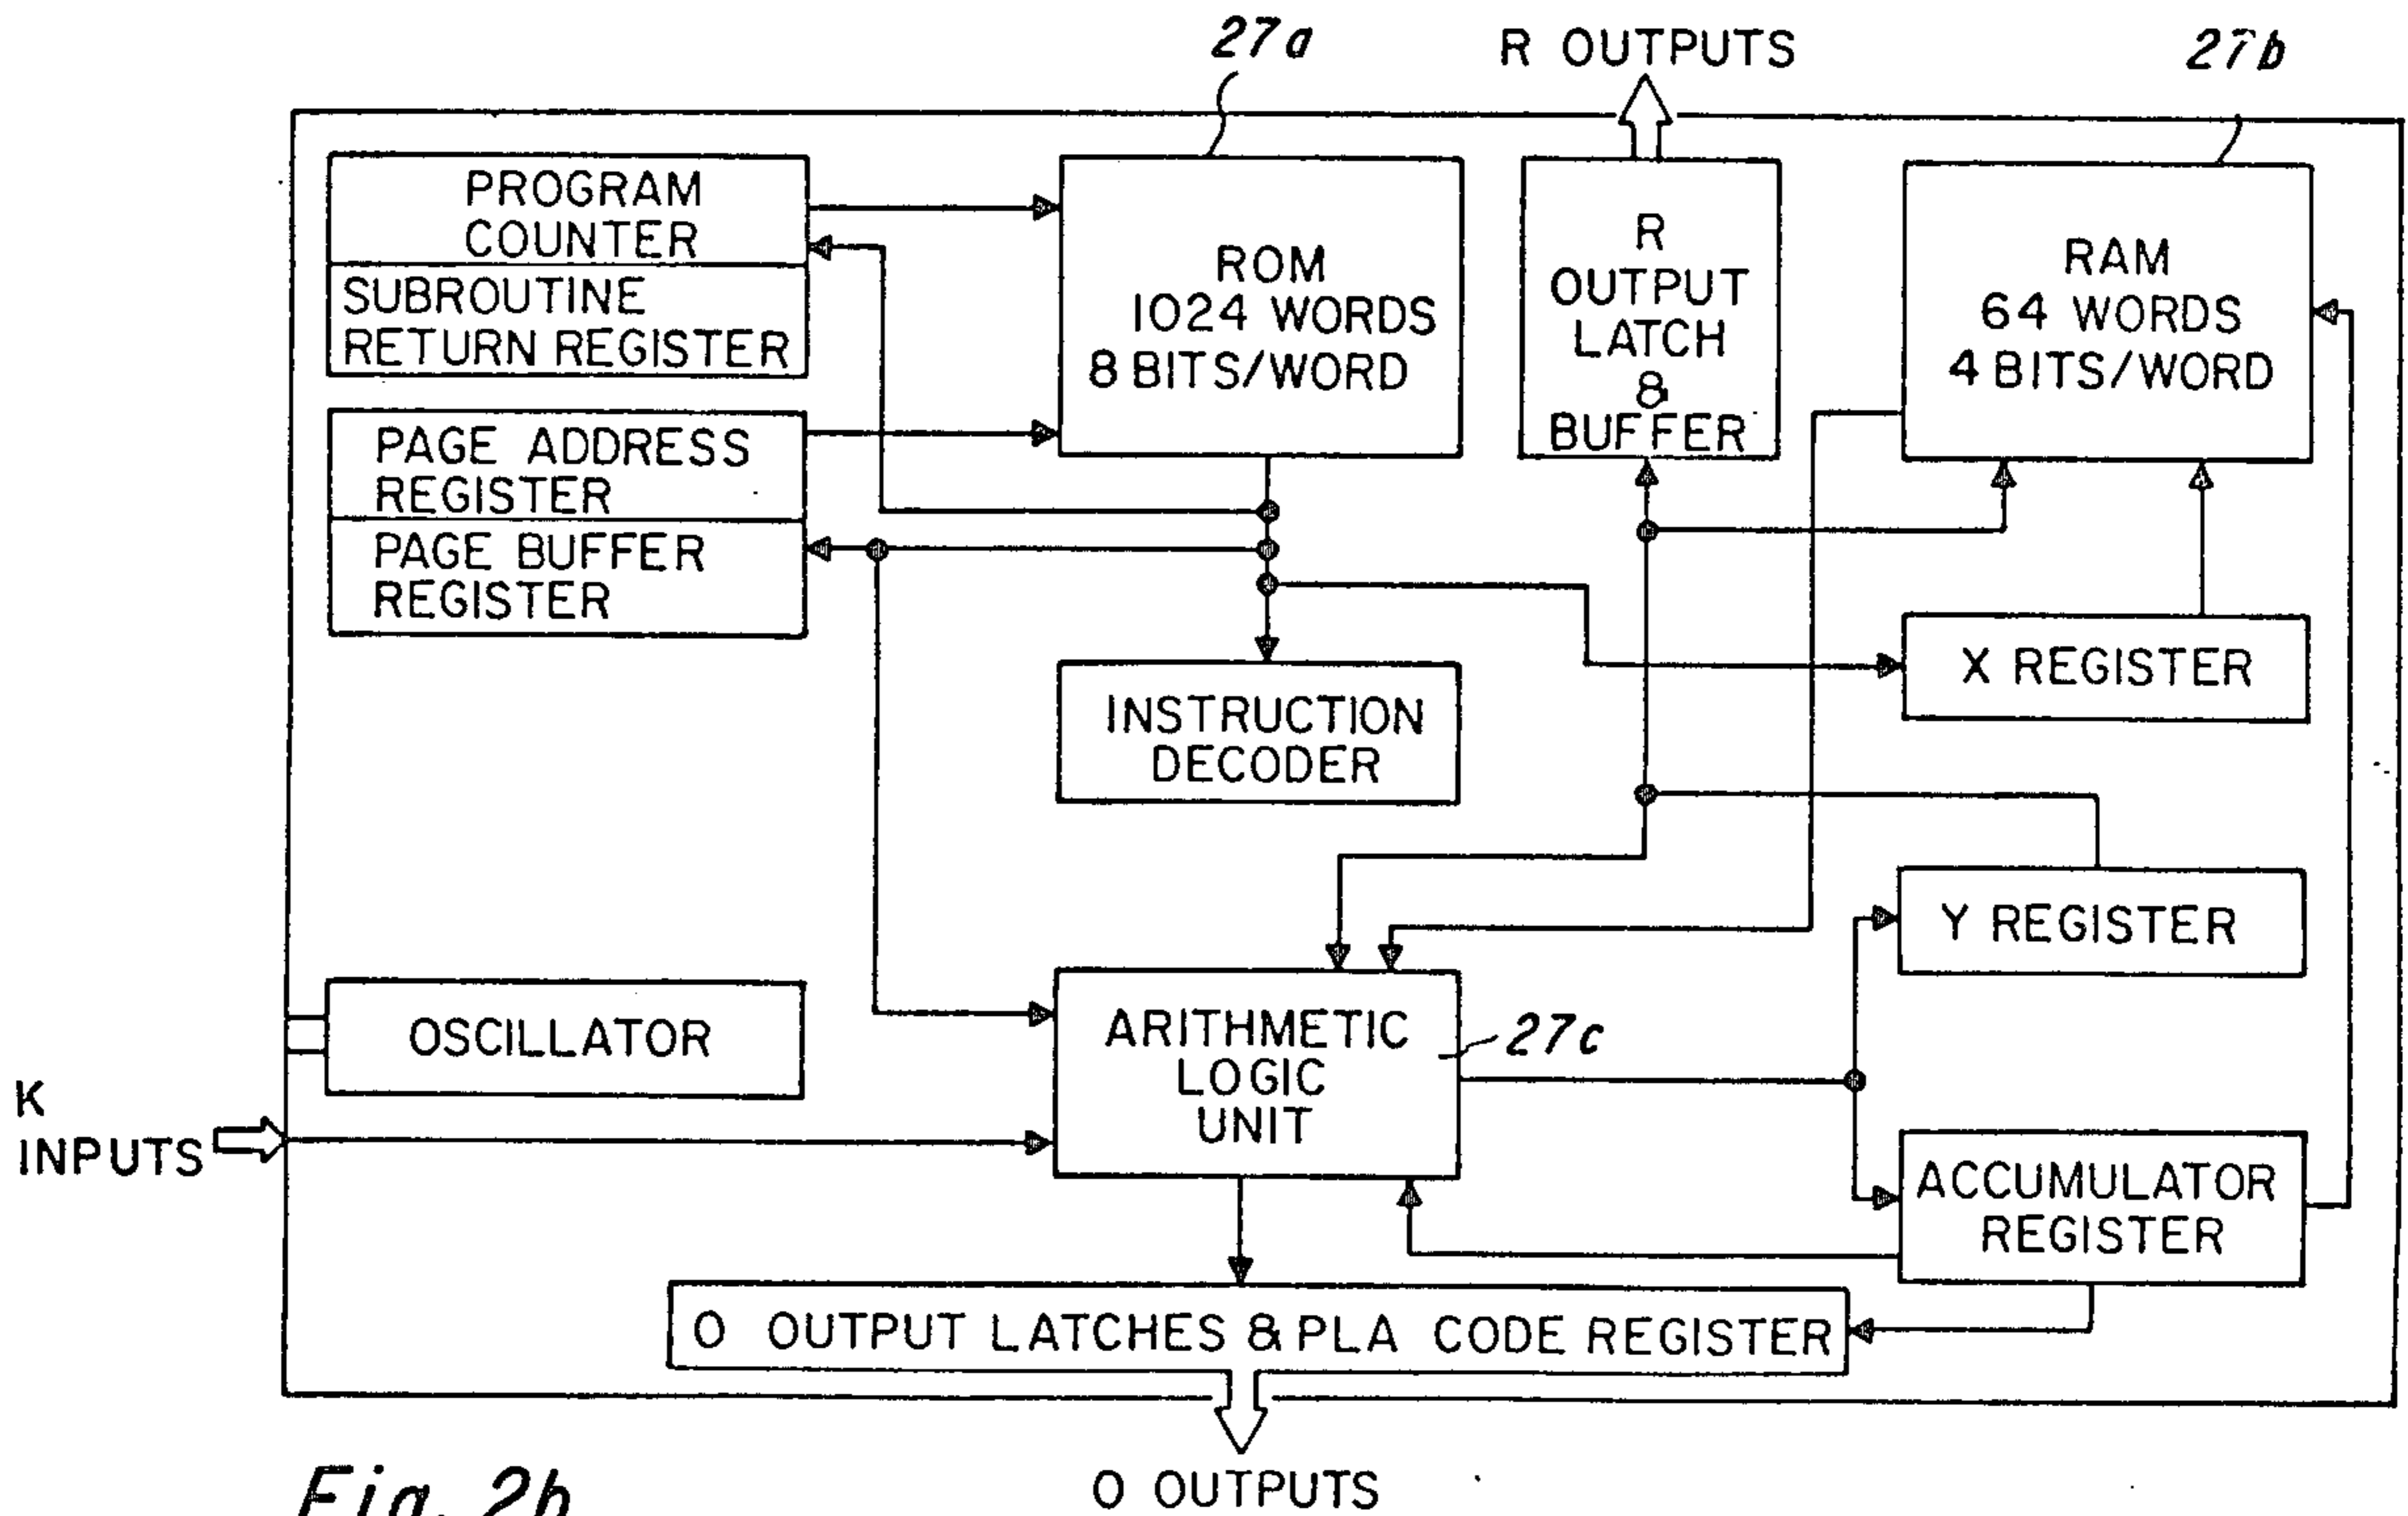 27a
R OUTPUTS
27b
PROGRAM
COUNTER
SUBROUTINE
RETURN REGISTER
PAGE ADDRESS
REGISTER
PAGE BUFFER
REGISTER
ROM
1024 WORDS
8 BITS/WORD
R
OUTPUT
LATCH
&
BUFFER
RAM
64 WORDS
4 BITS/WORD
INSTRUCTION
DECODER
X REGISTER
Y REGISTER
OSCILLATOR
ARITHMETIC
LOGIC
UNIT
27c
K
INPUTS
ACCUMULATOR
REGISTER
O OUTPUT LATCHES & PLA CODE REGISTER
O OUTPUTS
Fig. 2b